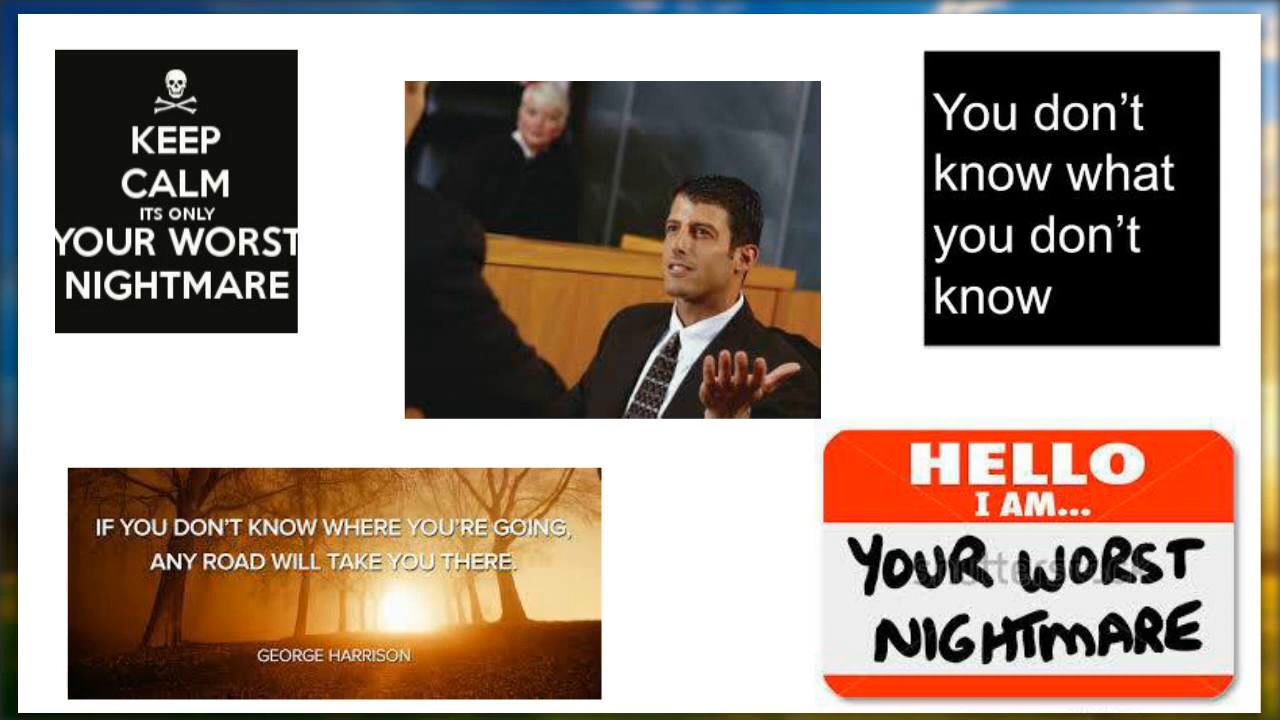 KEEP
CALM
ITS ONLY
YOUR WORST
NIGHTMARE
You don't
know what
you don't
know
IF YOU DON'T KNOW WHERE YOU'RE GOING,
ANY ROAD WILL TAKE YOU THERE.
GEORGE HARRISON
HELLO
I AM...
YOUR WORST
NIGHTMARE